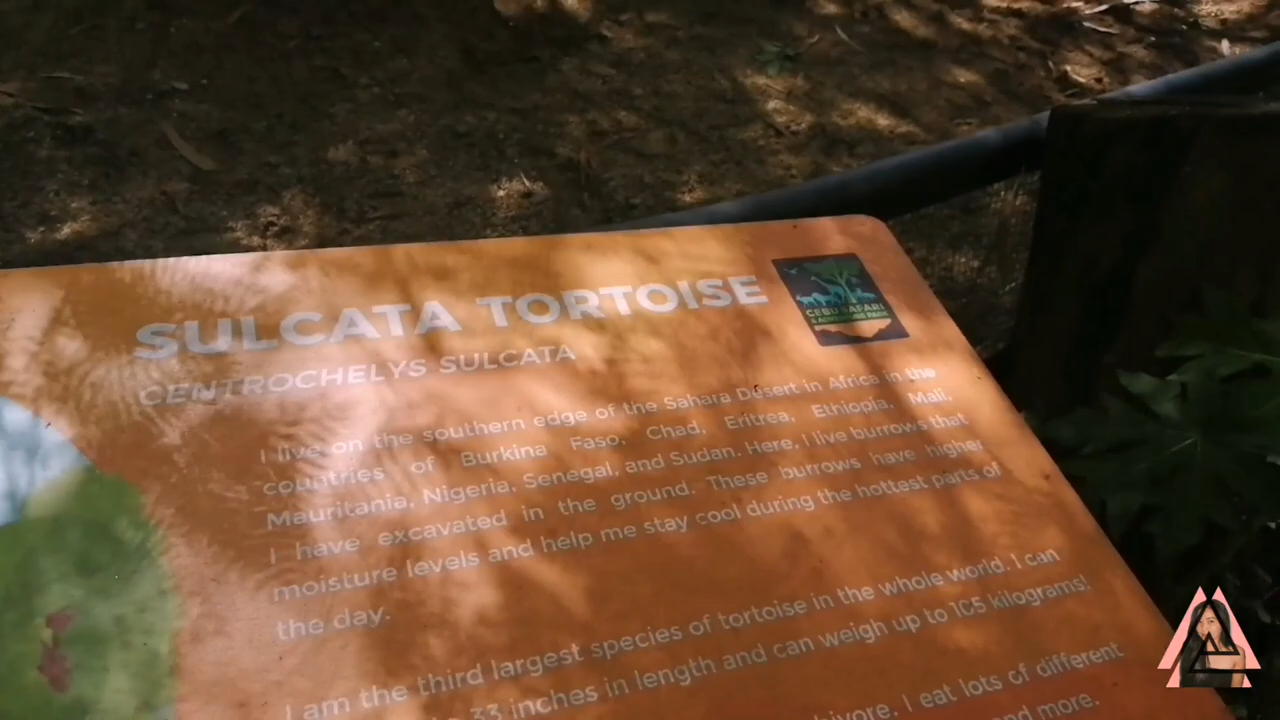 SULCATA TORTOISE
CENTROCHELYS SULCATA
CEBU SAFARI
I live on the southern edge of the Sahara Desert in Africa in the
countries of Burkina Faso, Chad, Eritrea, Ethiopia, Mali,
Mauritania, Nigeria, Senegal, and Sudan. Here, I live burrows that
I have excavated in the ground. These burrows have higher
moisture levels and help me stay cool during the hottest parts of
the day.
I am the third largest species of tortoise in the whole world. I can
33 inches in length and can weigh up to 105 kilograms!
I eat lots of different
and more.